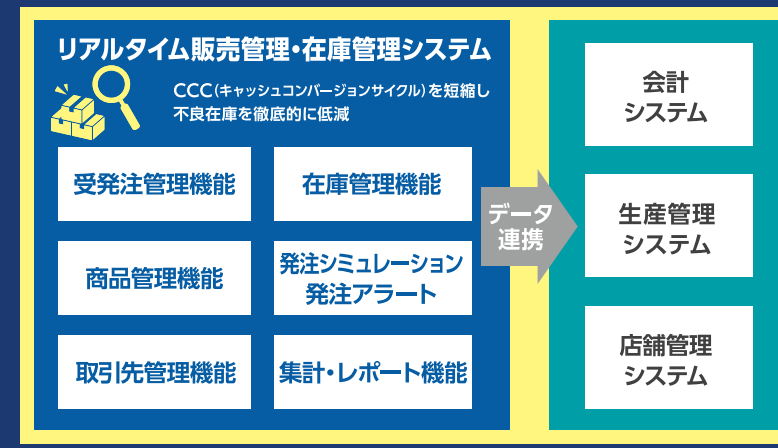 リアルタイム販売管理・在庫管理システム
CCC(キャッシュコンバージョンサイクル)を短縮し
不良在庫を徹底的に低減
受発注管理機能
在庫管理機能
商品管理機能
発注シミュレーション
発注アラート
取引先管理機能
集計・レポート機能
データ
連携
会計
システム
生産管理
システム
店舗管理
システム